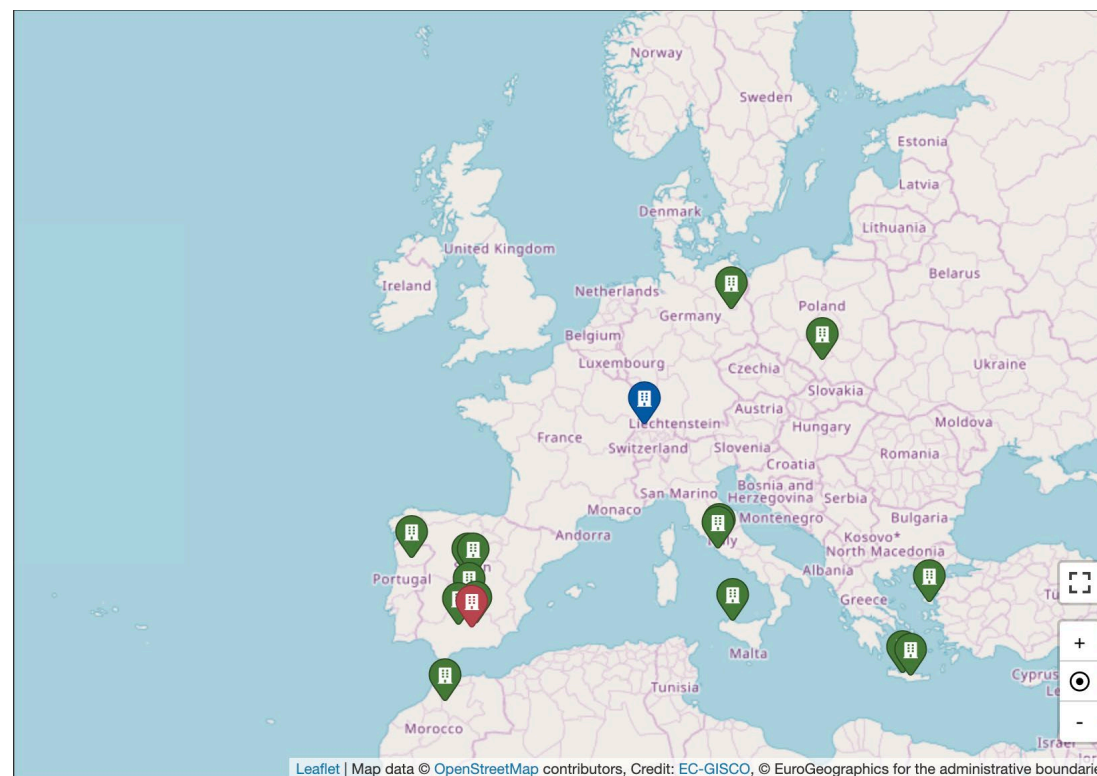 Norway
Sweden
Estonia
Latvia
Denmark
Lithuania
United Kingdom
Belarus
Ireland
Netherlands
Poland
Germany
Belgium
Luxembourg
Czechia
Ukraine
Slovakia
Austria
Liechtenstein
Moldova
Hungary
France
Switzerland
Slovenia
Romania
Croatia
San Marino
Bosnia and
Herzegovina
Serbia
Monaco
Montenegro
Bulgaria
Andorra
Kosovo*
North Macedonia
Portugal
Albania
Greece
Malta
Cyprus
Tunisia
Morocco
+
-
Israel
Leaflet | Map data © OpenStreetMap contributors, Credit: EC-GISCO, © EuroGeographics for the administrative boundarie